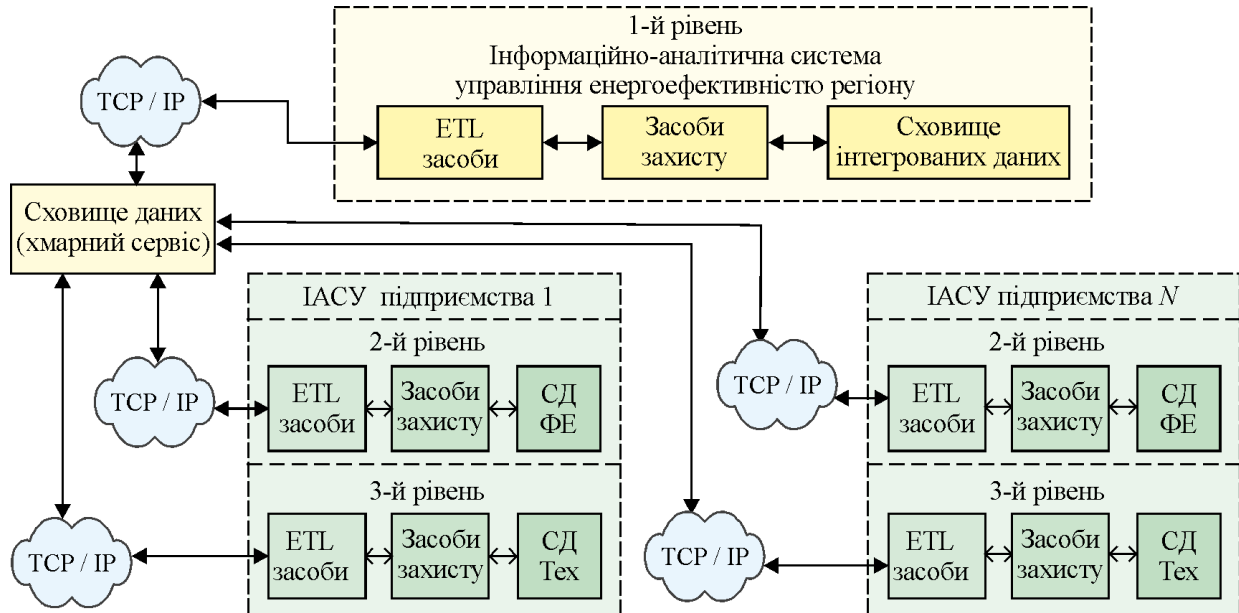 1-й рівень
Інформаційно-аналітична система
управління енергоефективністю регіону
TCP / IP
ETL
засоби
Засоби
захисту
Сховище
інтегрованих даних
Сховище даних
(хмарний сервіс)
ІАСУ підприємства 1
2-й рівень
TCP / IP
ETL
засоби
Засоби
захисту
СД
ФЕ
3-й рівень
TCP / IP
ETL
засоби
Засоби
захисту
СД
Тех
ІАСУ підприємства N
2-й рівень
TCP / IP
ETL
засоби
Засоби
захисту
СД
ФЕ
3-й рівень
TCP / IP
ETL
засоби
Засоби
захисту
СД
Тех